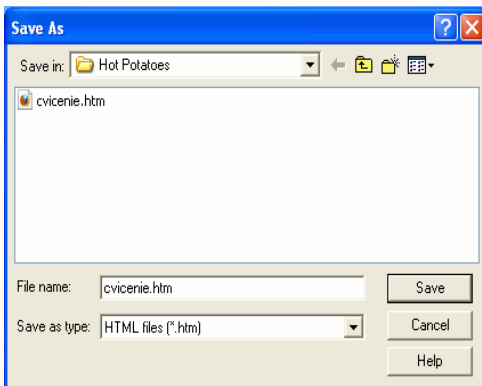 Save As
Save in: Hot Potatoes
cvicenie.htm
File name: cvicenie.htm Save
Save as type: HTML files (*.htm) Cancel
Help